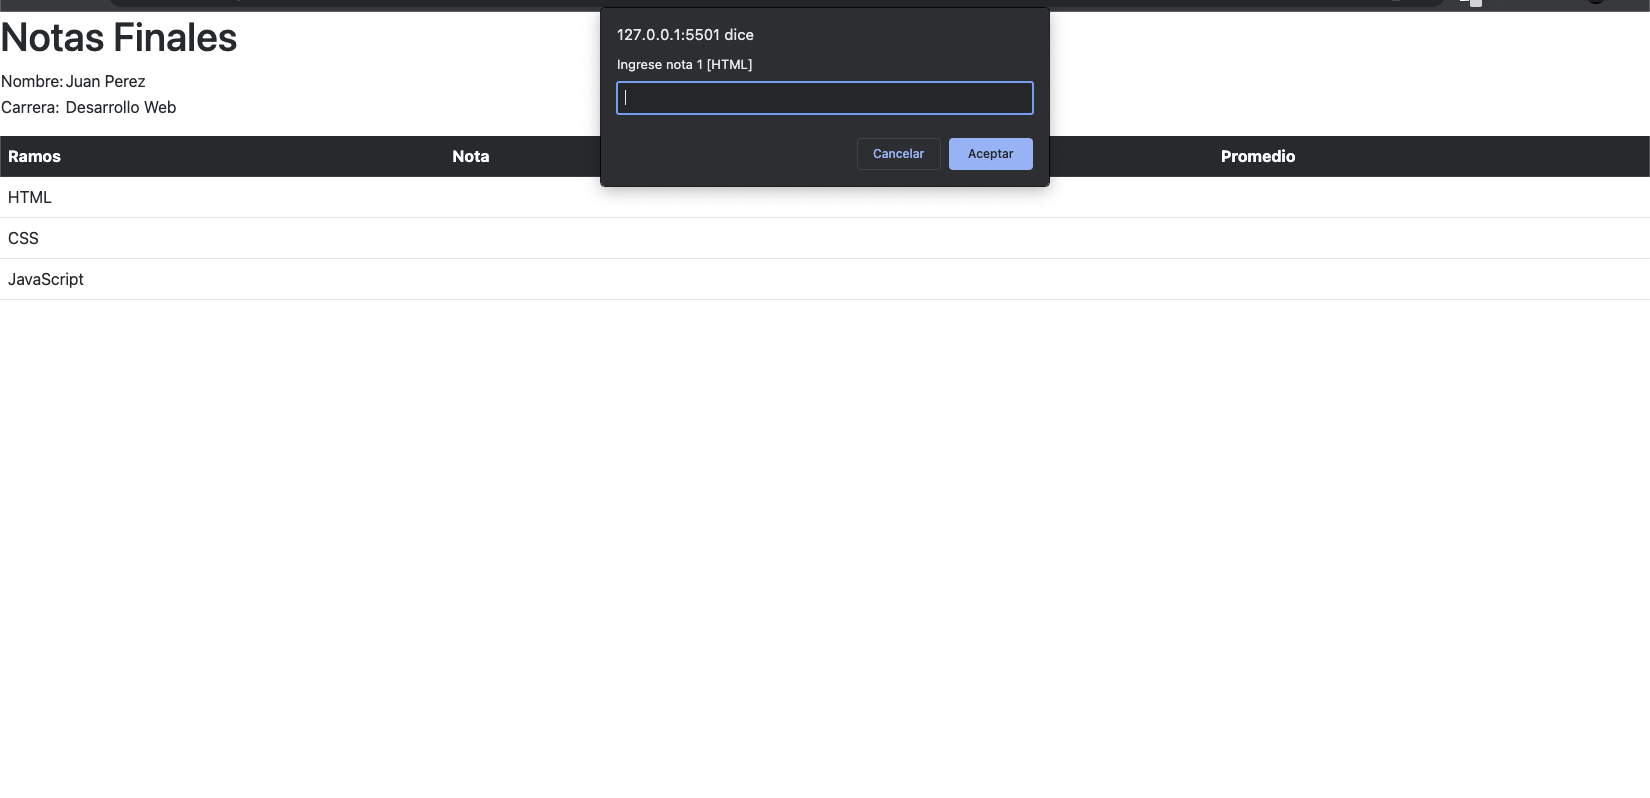 Notas Finales
Nombre: Juan Perez
Carrera: Desarrollo Web
127.0.0.1:5501 dice
Ingrese nota 1 [HTML]
Cancelar Aceptar
Ramos Nota Promedio
HTML
CSS
JavaScript